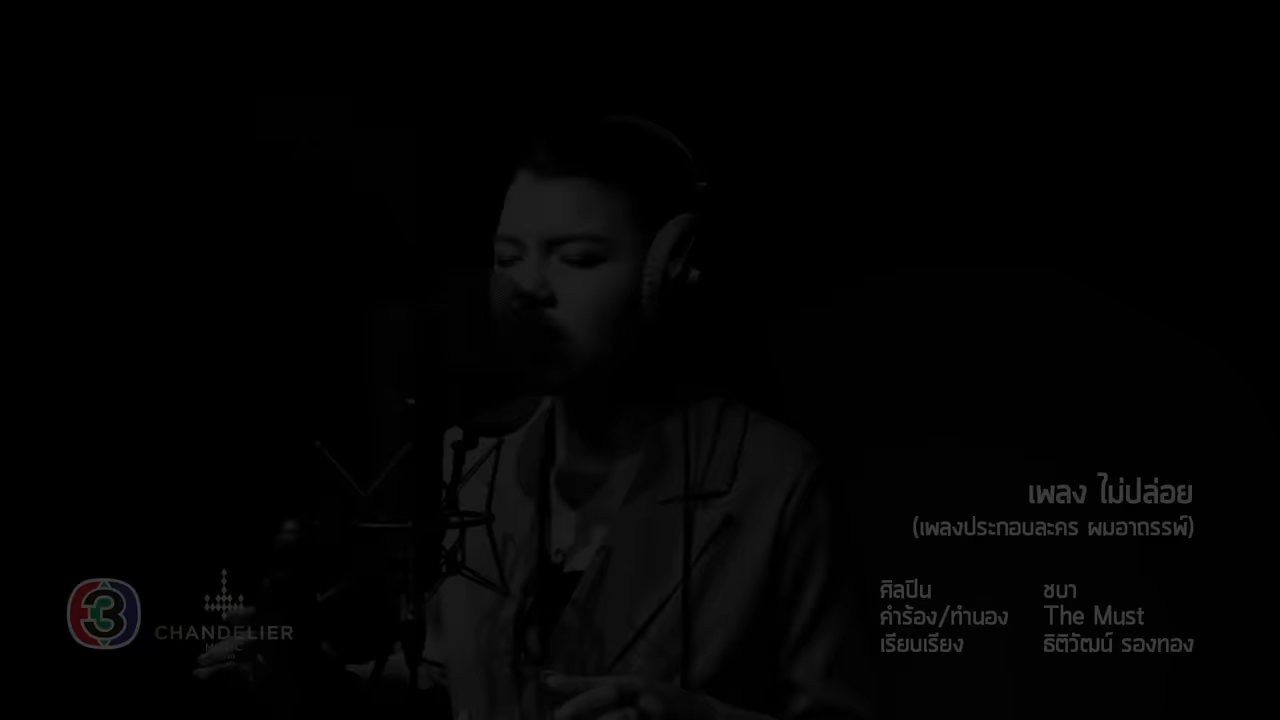 เพลง ไม่ปล่อย
(เพลงประกอบละคร ผมอาถรรพ์)
ศิลปิน ชบา
คำร้อง/ทำนอง The Must
เรียบเรียง ธิติวัฒน์ รองทอง
3
CHANDELIER
MUSIC